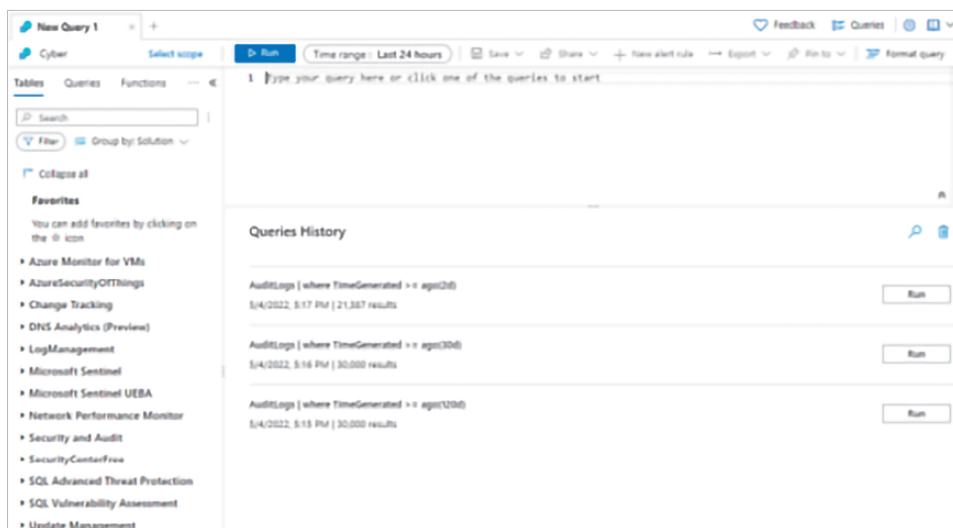 New Query 1 × +
Feedback Queries
Cyber Select scope Run Time range : Last 24 hours Save Share New alert rule Export Pin to Format query
Tables Queries Functions ... «
1 Type your query here or click one of the queries to start
Search
Filter Group by: Solution
Collapse all
Favorites
You can add favorites by clicking on
the icon
Azure Monitor for VMs
AzureSecurityOfThings
Change Tracking
DNS Analytics (Preview)
LogManagement
Microsoft Sentinel
Microsoft Sentinel UEBA
Network Performance Monitor
Security and Audit
SecurityCenterFree
SQL Advanced Threat Protection
SQL Vulnerability Assessment
Update Management
Queries History
AuditLogs | where TimeGenerated >= ago(2d)
5/4/2022, 5:17 PM | 21,387 results
Run
AuditLogs | where TimeGenerated >= ago(30d)
5/4/2022, 5:16 PM | 30,000 results
Run
AuditLogs | where TimeGenerated >= ago(120d)
5/4/2022, 5:15 PM | 30,000 results
Run